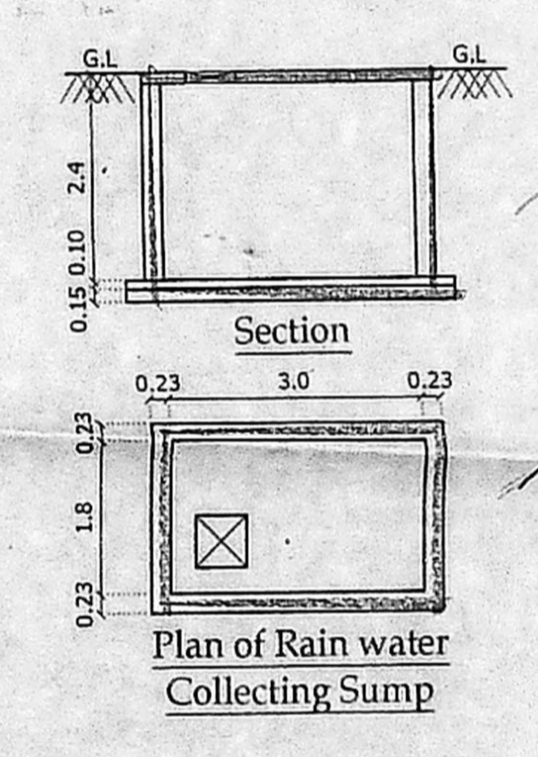 G.L
G.L
2.4
0.10
0.15
Section
0.23
3.0
0.23
0.23
1.8
0.23
Plan of Rain water
Collecting Sump